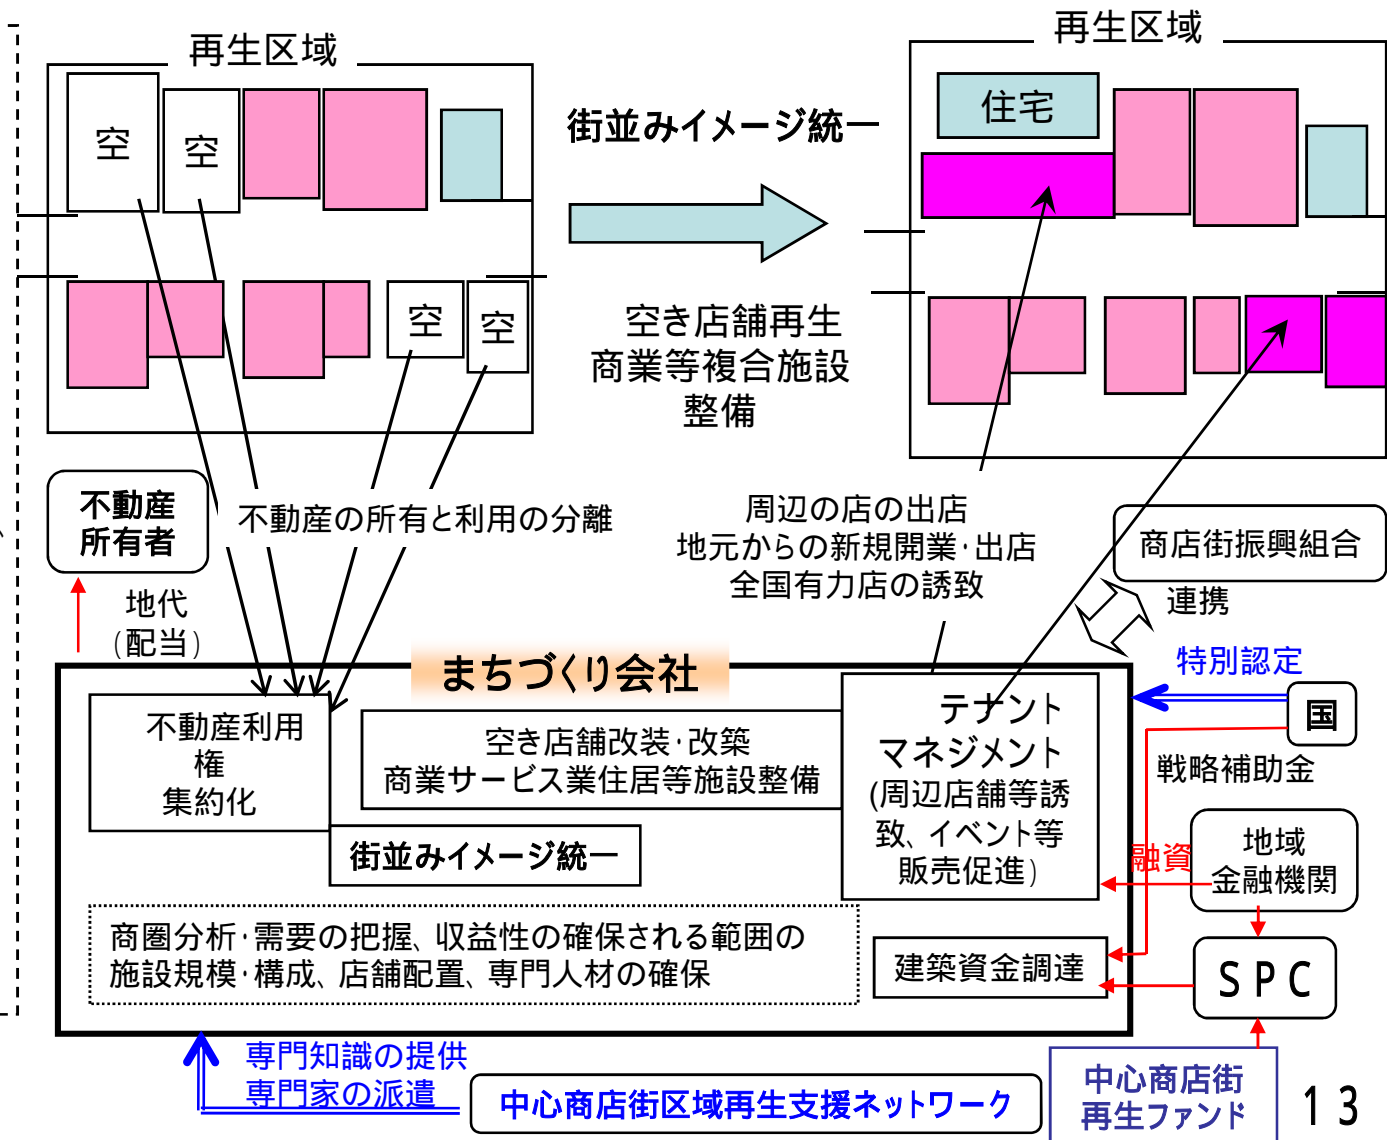 再生区域
再生区域
空
空
住宅
街並みイメージ統一
空
空
空き店舗再生
商業等複合施設
整備
不動産
所有者
不動産の所有と利用の分離
周辺の店の出店
地元からの新規開業･出店
全国有力店の誘致
商店街振興組合
連携
地代
(配当)
まちづくり会社
特別認定
国
不動産利用
権
集約化
空き店舗改装･改築
商業サービス業住居等施設整備
テナント
マネジメント
(周辺店舗等誘
致、イベント等
販売促進)
戦略補助金
街並みイメージ統一
融資
地域
金融機関
商圏分析･需要の把握、収益性の確保される範囲の
施設規模･構成、店舗配置、専門人材の確保
建築資金調達
ＳＰＣ
専門知識の提供
専門家の派遣
中心商店街区域再生支援ネットワーク
中心商店街
再生ファンド
１３